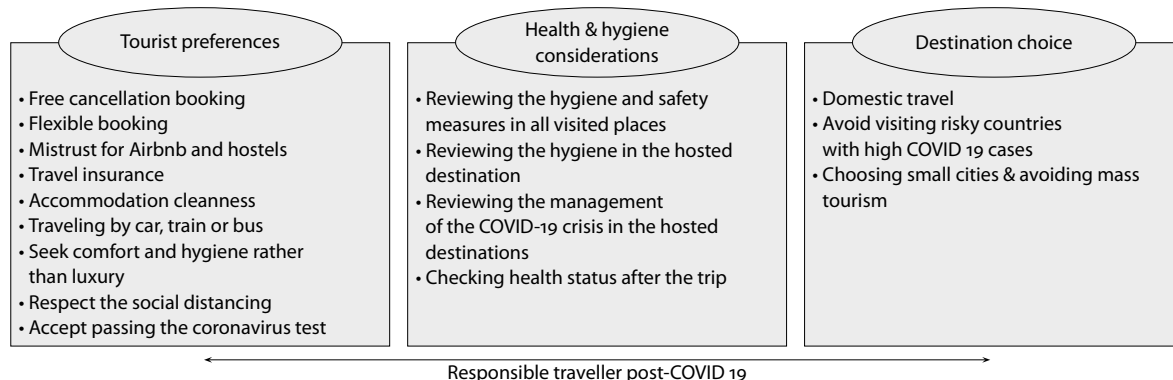 Tourist preferences
• Free cancellation booking
• Flexible booking
• Mistrust for Airbnb and hostels
• Travel insurance
• Accommodation cleanness
• Traveling by car, train or bus
• Seek comfort and hygiene rather
than luxury
• Respect the social distancing
• Accept passing the coronavirus test
Health & hygiene
considerations
• Reviewing the hygiene and safety
measures in all visited places
• Reviewing the hygiene in the hosted
destination
• Reviewing the management
of the COVID-19 crisis in the hosted
destinations
• Checking health status after the trip
Destination choice
• Domestic travel
• Avoid visiting risky countries
with high COVID 19 cases
• Choosing small cities & avoiding mass
tourism
Responsible traveller post-COVID 19